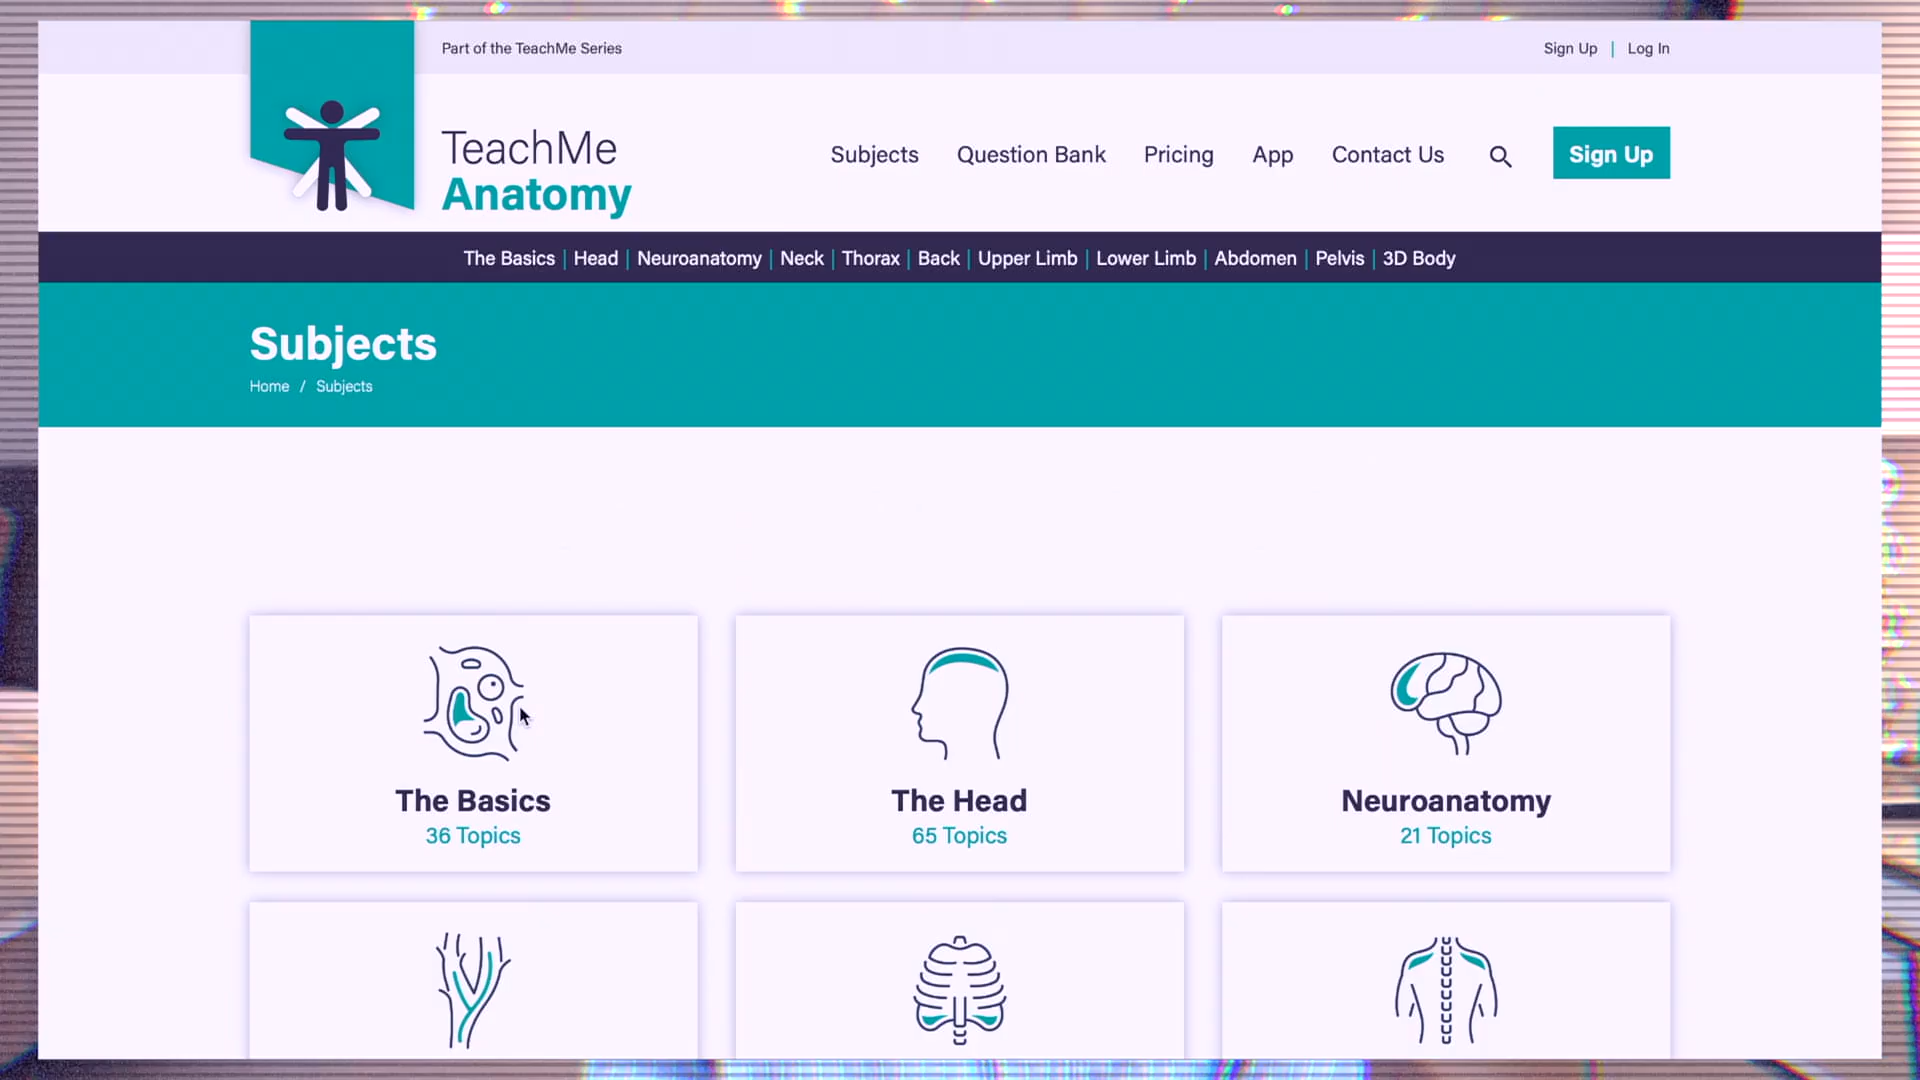 Part of the TeachMe Series
Sign Up | Log In
TeachMe
Anatomy
Subjects Question Bank Pricing App Contact Us Sign Up
The Basics | Head | Neuroanatomy | Neck | Thorax | Back | Upper Limb | Lower Limb | Abdomen | Pelvis | 3D Body
Subjects
Home / Subjects
The Basics
36 Topics
The Head
65 Topics
Neuroanatomy
21 Topics